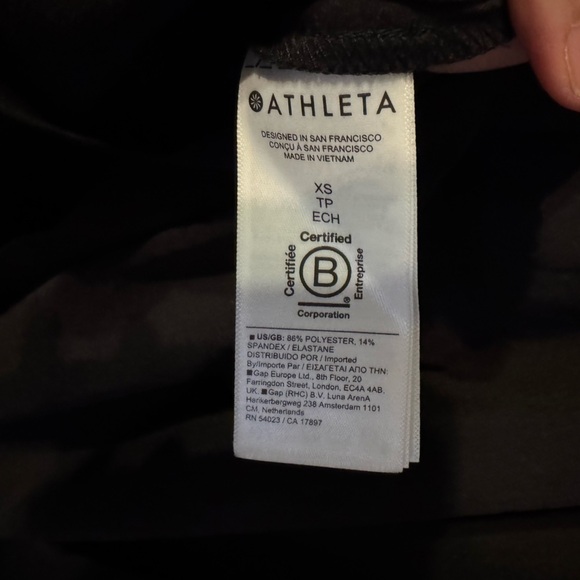 ATHLETA
DESIGNED IN SAN FRANCISCO
CONÇU À SAN FRANCISCO
MADE IN VIETNAM
XS
TP
ECH
Certified
Certifiée
B
Entreprise
®
Corporation
■ US/GB: 86% POLYESTER, 14%
SPANDEX / ELASTANE
DISTRIBUIDO POR / Imported
By/Importe Par / ΕΙΣΑΓΕΤΑΙ ΑΠΟ ΤΗΝ:
■Gap Europe Ltd., 8th Floor, 20
Farringdon Street, London, EC4A 4AB,
UK. ■Gap (RHC) B.V. Luna ArenA
Herikerbergweg 238 Amsterdam 1101
CM, Netherlands
RN 54023 / CA 17897